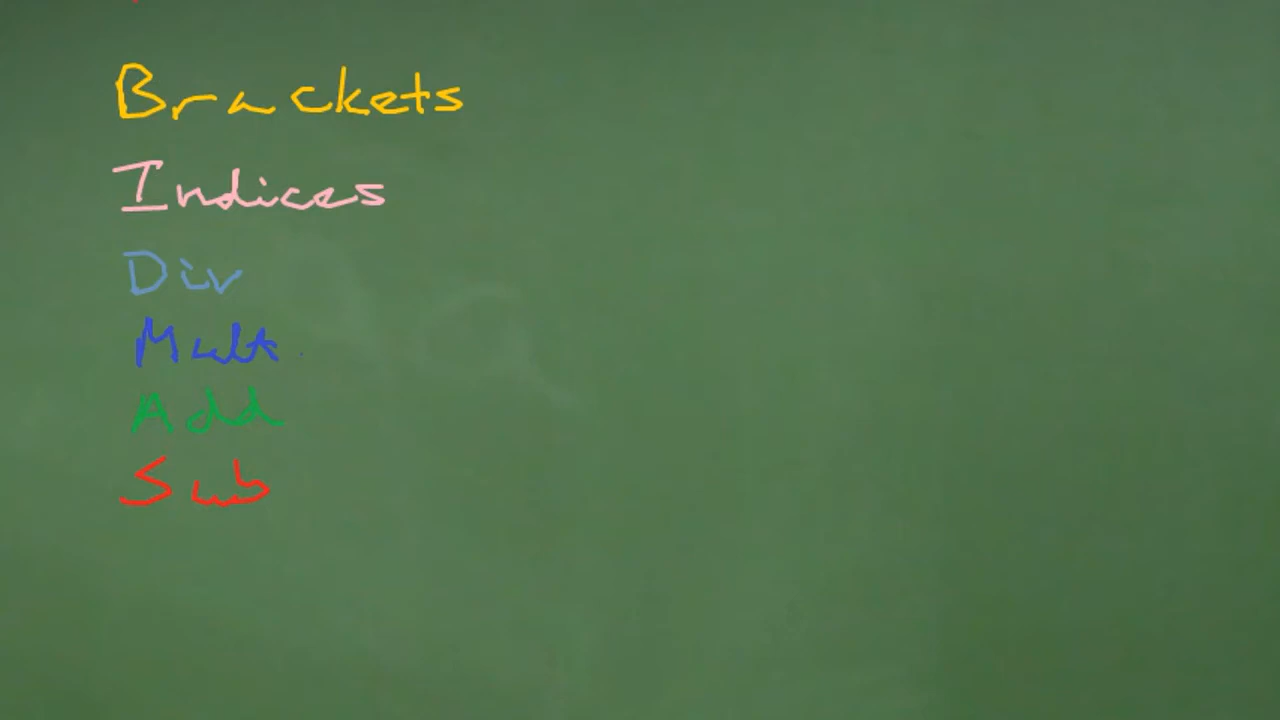 Brackets
Indices
Div
Mult
Add
Sub